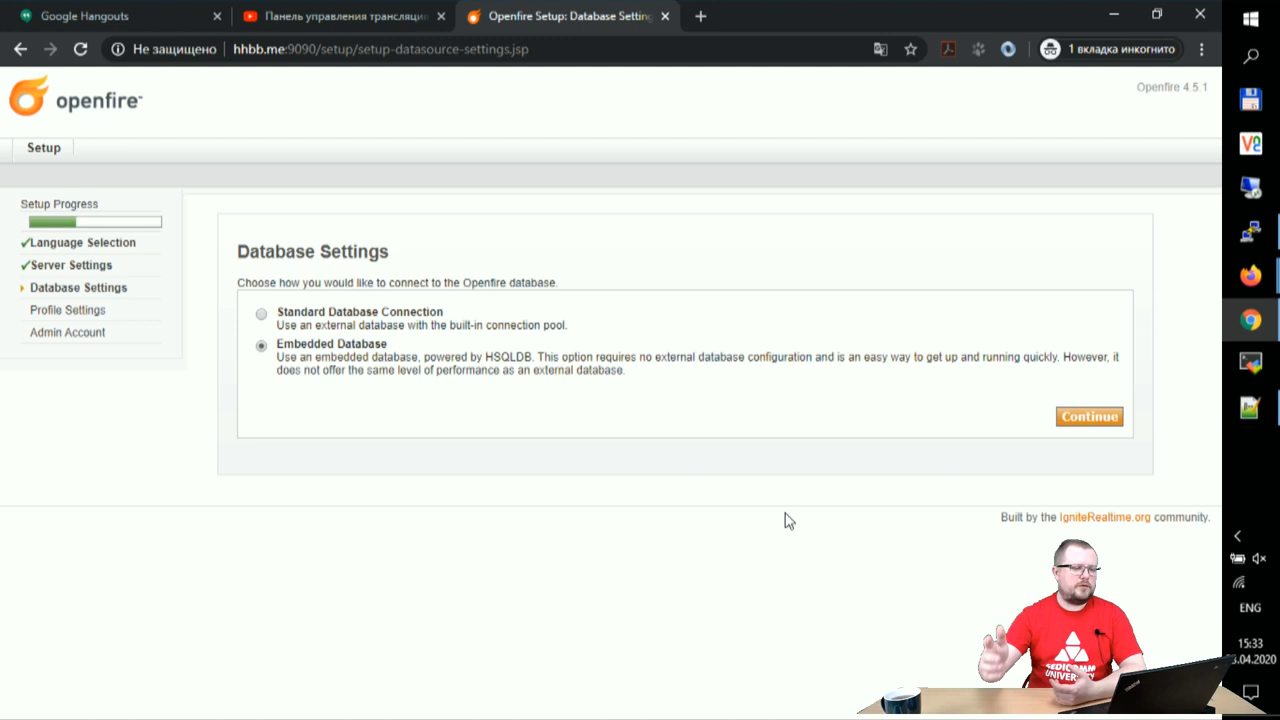 Google Hangouts
Панель управления трансляци
Openfire Setup: Database Setting
Не защищено
hhbb.me:9090/setup/setup-datasource-settings.jsp
1 вкладка инкогнито
openfire™
Openfire 4.5.1
Setup
Setup Progress
Language Selection
Server Settings
Database Settings
Profile Settings
Admin Account
Database Settings
Choose how you would like to connect to the Openfire database.
Standard Database Connection
Use an external database with the built-in connection pool.
Embedded Database
Use an embedded database, powered by HSQLDB. This option requires no external database configuration and is an easy way to get up and running quickly. However, it
does not offer the same level of performance as an external database.
Continue
Built by the IgniteRealtime.org community.
SEDICOMM
UNIVERSITY
ENG
15:33
.04.2020